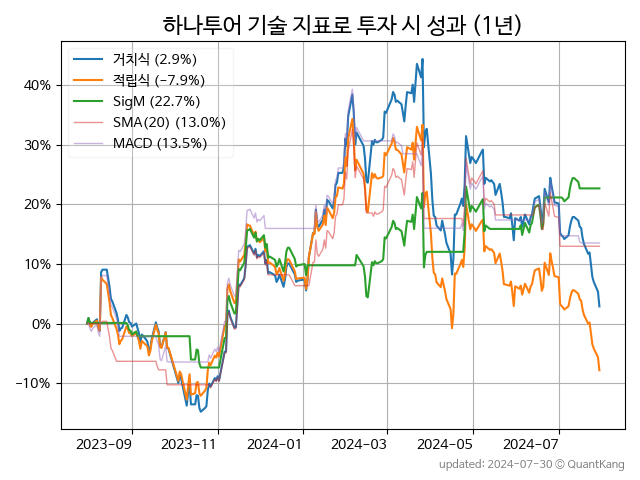 하나투어 기술 지표로 투자 시 성과 (1년)
거치식 (2.9%)
적립식 (−7.9%)
SigM (22.7%)
SMA(20) (13.0%)
MACD (13.5%)
40%
30%
20%
10%
0%
−10%
2023-09 2023-11 2024-01 2024-03 2024-05 2024-07
updated: 2024-07-30 © QuantKang